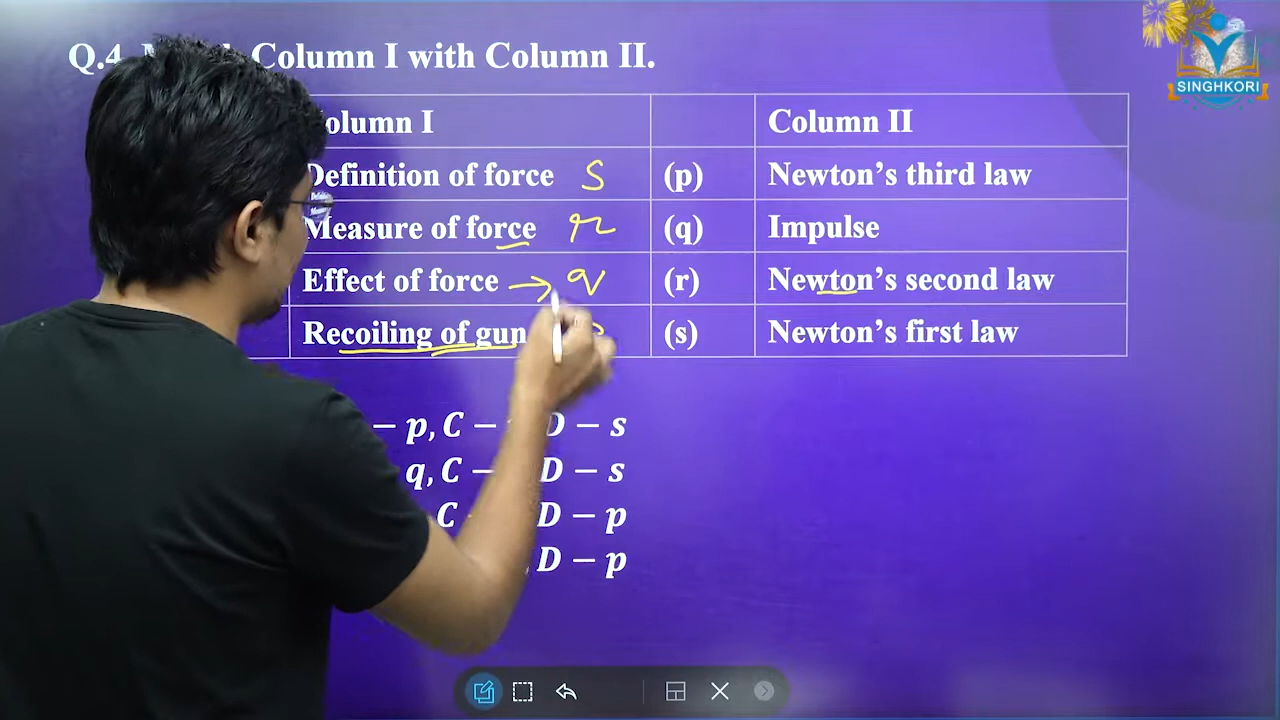 Q.4 Column I with Column II.
SINGHKORI
Column I Column II
Definition of force S (p) Newton's third law
Measure of force r (q) Impulse
Effect of force → q (r) Newton's second law
Recoiling of gun (s) Newton's first law
– p, C – D – s
q, C – D – s
C – D – p
, D – p